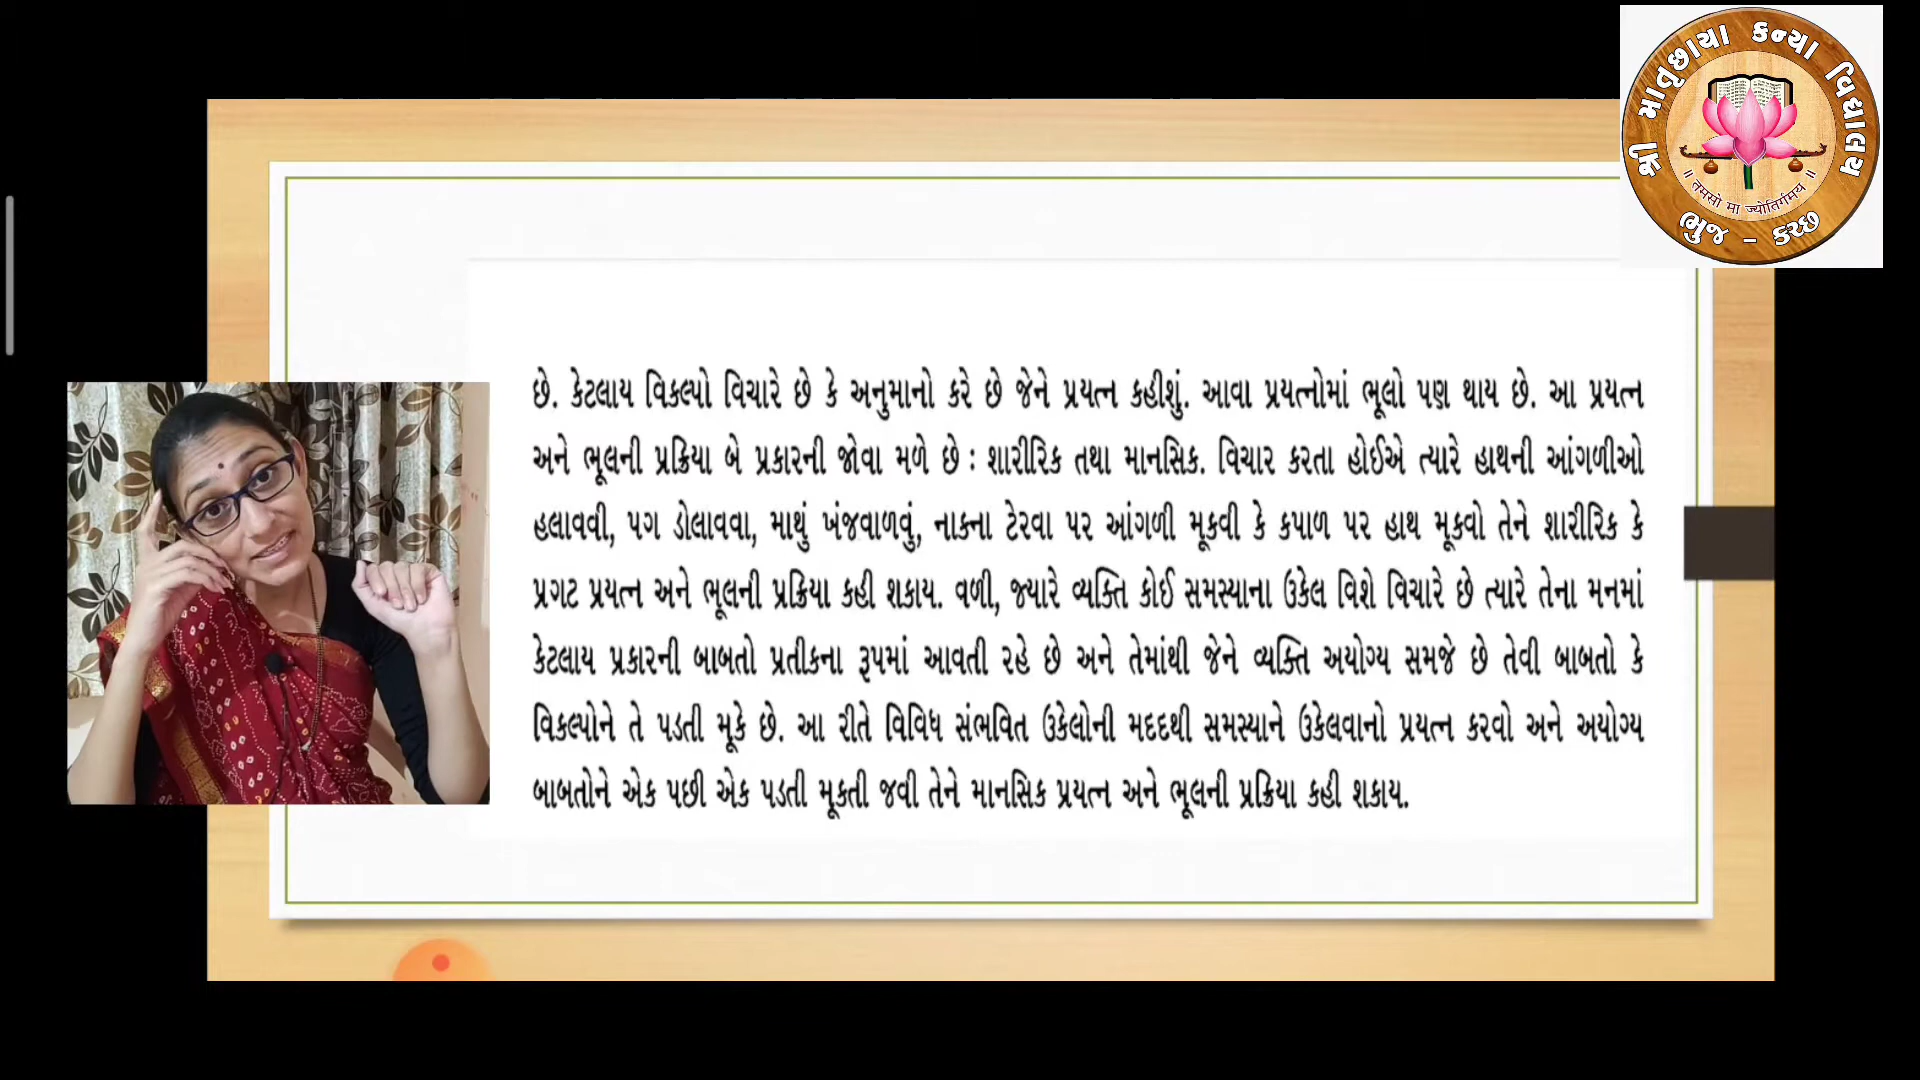 શ્રી માતૃછાયા કન્યા વિદ્યાલય
॥ तमसो मा ज्योतिर्गमय ॥
ભુજ - કચ્છ
છે. કેટલાય વિકલ્પો વિચારે છે કે અનુમાનો કરે છે જેને પ્રયત્ન કહીશું. આવા પ્રયત્નોમાં ભૂલો પણ થાય છે. આ પ્રયત્ન
અને ભૂલની પ્રક્રિયા બે પ્રકારની જોવા મળે છે : શારીરિક તથા માનસિક. વિચાર કરતા હોઈએ ત્યારે હાથની આંગળીઓ
હલાવવી, પગ ડોલાવવા, માથું ખંજવાળવું, નાકના ટેરવા પર આંગળી મૂકવી કે કપાળ પર હાથ મૂકવો તેને શારીરિક કે
પ્રગટ પ્રયત્ન અને ભૂલની પ્રક્રિયા કહી શકાય. વળી, જ્યારે વ્યક્તિ કોઈ સમસ્યાના ઉકેલ વિશે વિચારે છે ત્યારે તેના મનમાં
કેટલાય પ્રકારની બાબતો પ્રતીકના રૂપમાં આવતી રહે છે અને તેમાંથી જેને વ્યક્તિ અયોગ્ય સમજે છે તેવી બાબતો કે
વિકલ્પોને તે પડતી મૂકે છે. આ રીતે વિવિધ સંભવિત ઉકેલોની મદદથી સમસ્યાને ઉકેલવાનો પ્રયત્ન કરવો અને અયોગ્ય
બાબતોને એક પછી એક પડતી મૂકતી જવી તેને માનસિક પ્રયત્ન અને ભૂલની પ્રક્રિયા કહી શકાય.